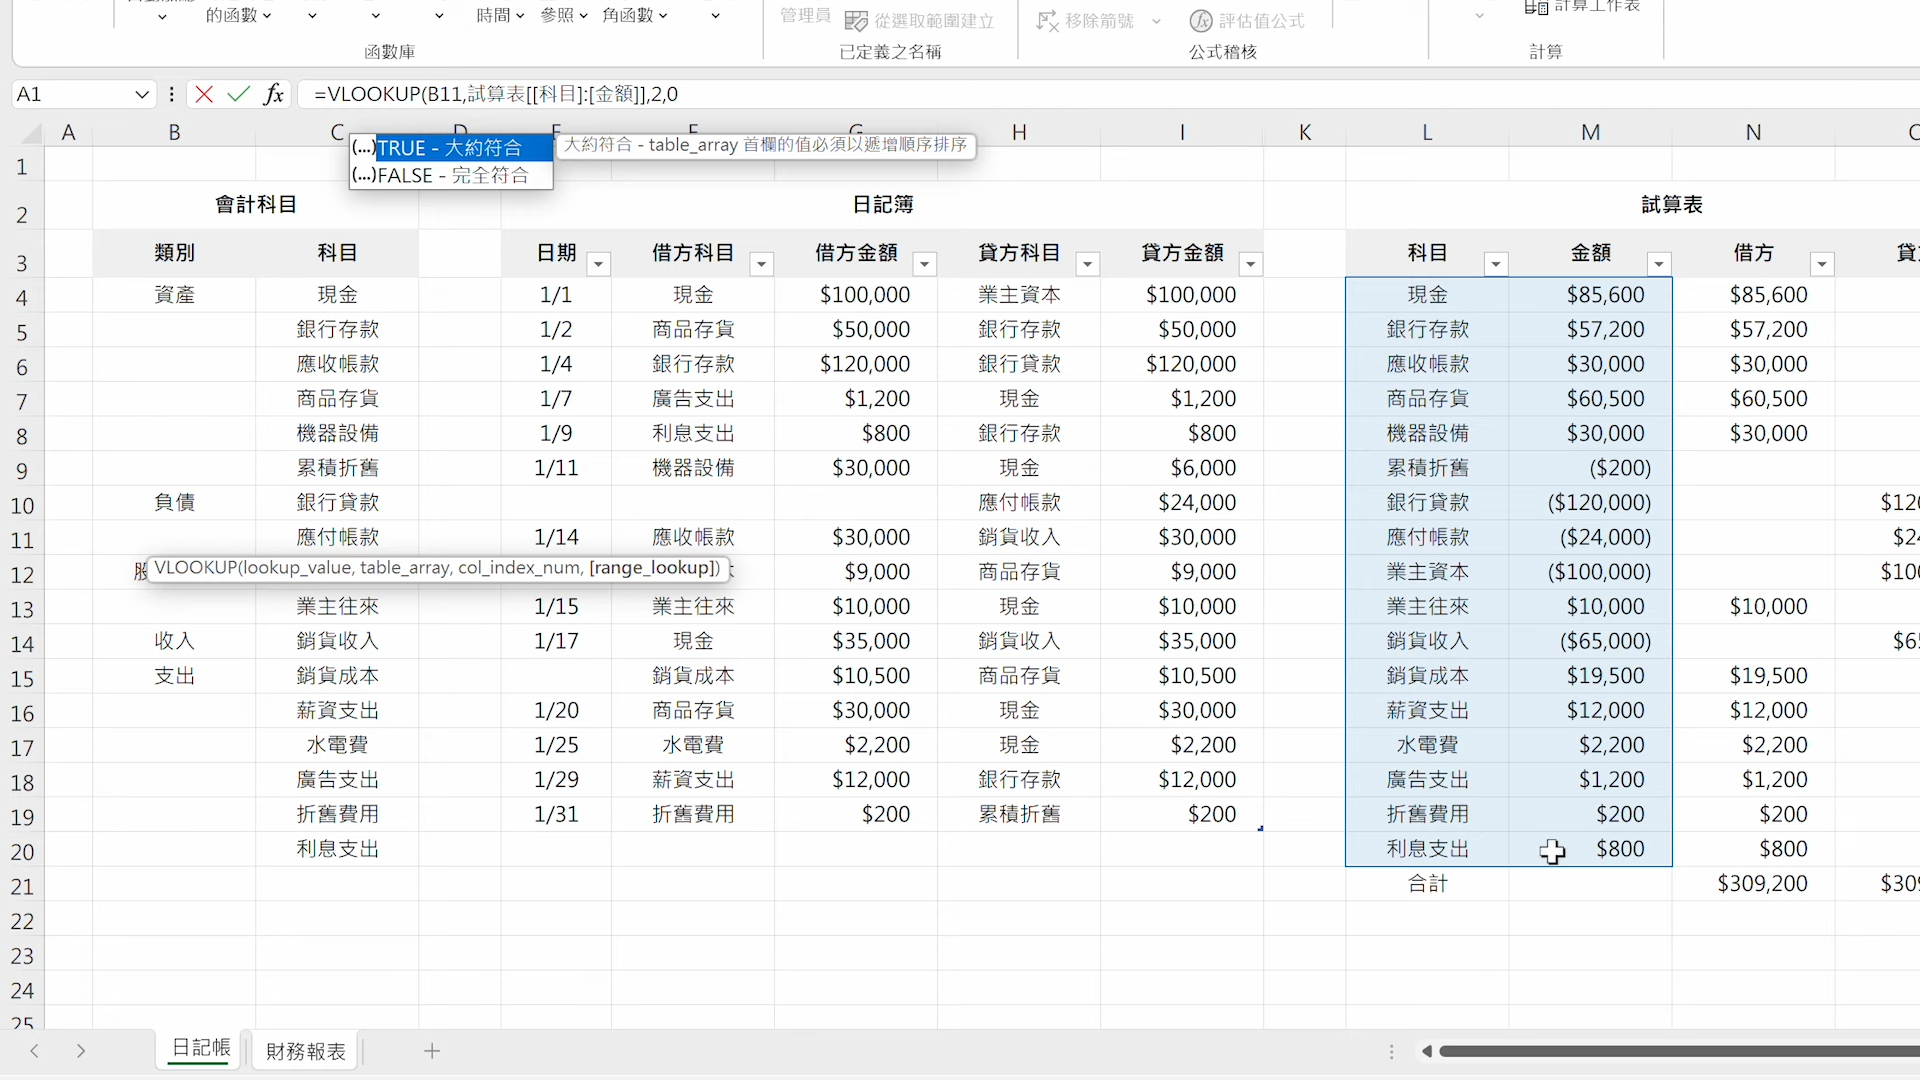 的函數 時間 參照 角函數 管理員 從選取範圍建立 移除箭號 評估值公式 計算工作表
函數庫 已定義之名稱 公式稽核 計算
A1 fx =VLOOKUP(B11,試算表[[科目]:[金額]],2,0
A B C H I K L M N
(...)TRUE - 大約符合 大約符合 - table_array 首欄的值必須以遞增順序排序
(...)FALSE - 完全符合
1
2 會計科目 日記簿 試算表
3 類別 科目 日期 借方科目 借方金額 貸方科目 貸方金額 科目 金額 借方
4 資產 現金 1/1 現金 $100,000 業主資本 $100,000 現金 $85,600 $85,600
5 銀行存款 1/2 商品存貨 $50,000 銀行存款 $50,000 銀行存款 $57,200 $57,200
6 應收帳款 1/4 銀行存款 $120,000 銀行貸款 $120,000 應收帳款 $30,000 $30,000
7 商品存貨 1/7 廣告支出 $1,200 現金 $1,200 商品存貨 $60,500 $60,500
8 機器設備 1/9 利息支出 $800 銀行存款 $800 機器設備 $30,000 $30,000
9 累積折舊 1/11 機器設備 $30,000 現金 $6,000 累積折舊 ($200)
10 負債 銀行貸款 應付帳款 $24,000 銀行貸款 ($120,000)
11 應付帳款 1/14 應收帳款 $30,000 銷貨收入 $30,000 應付帳款 ($24,000)
12 VLOOKUP(lookup_value, table_array, col_index_num, [range_lookup]) $9,000 商品存貨 $9,000 業主資本 ($100,000)
13 業主往來 1/15 業主往來 $10,000 現金 $10,000 業主往來 $10,000 $10,000
14 收入 銷貨收入 1/17 現金 $35,000 銷貨收入 $35,000 銷貨收入 ($65,000)
15 支出 銷貨成本 銷貨成本 $10,500 商品存貨 $10,500 銷貨成本 $19,500 $19,500
16 薪資支出 1/20 商品存貨 $30,000 現金 $30,000 薪資支出 $12,000 $12,000
17 水電費 1/25 水電費 $2,200 現金 $2,200 水電費 $2,200 $2,200
18 廣告支出 1/29 薪資支出 $12,000 銀行存款 $12,000 廣告支出 $1,200 $1,200
19 折舊費用 1/31 折舊費用 $200 累積折舊 $200 折舊費用 $200 $200
20 利息支出 利息支出 $800 $800
21 合計 $309,200
22
23
24
25
日記帳 財務報表